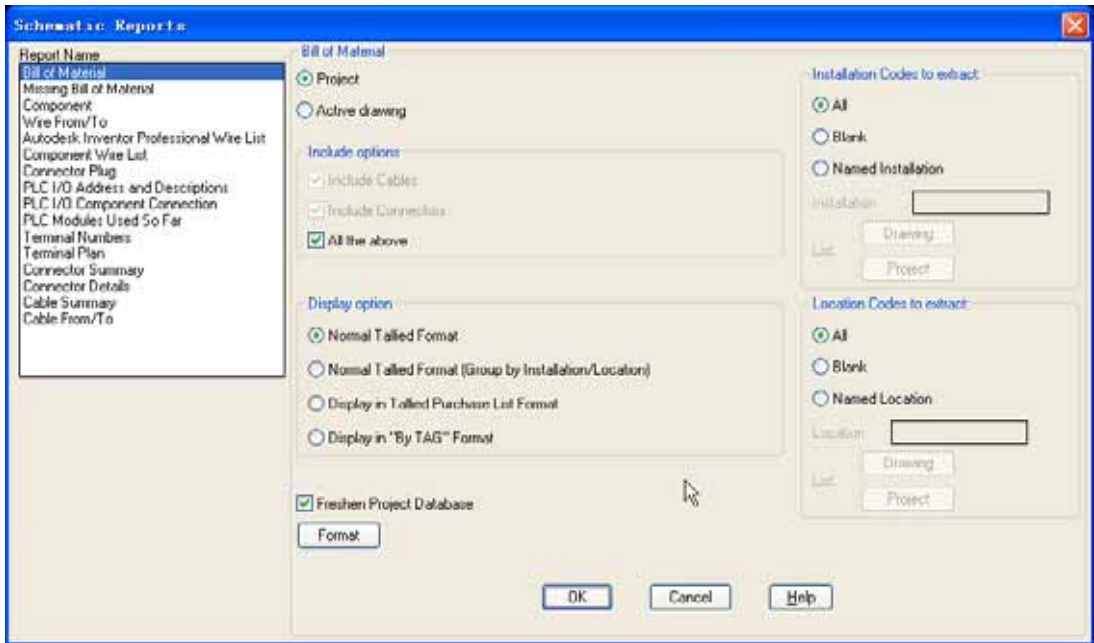 Schematic Reports
Report Name
Bill of Material
Missing Bill of Material
Component
Wire From/To
Autodesk Inventor Professional Wire List
Component Wire List
Connector Plug
PLC I/O Address and Descriptions
PLC I/O Component Connection
PLC Modules Used So Far
Terminal Numbers
Terminal Plan
Connector Summary
Connector Details
Cable Summary
Cable From/To
Bill of Material
Project
Active drawing
Include options
Include Cables
Include Connectors
All the above
Display option
Normal Tallied Format
Normal Tallied Format (Group by Installation/Location)
Display in Tallied Purchase List Format
Display in "By TAG" Format
Freshen Project Database
Format
Installation Codes to extract:
All
Blank
Named Installation
Installation:
Drawing
List:
Project
Location Codes to extract:
All
Blank
Named Location
Location:
Drawing
List:
Project
OK
Cancel
Help